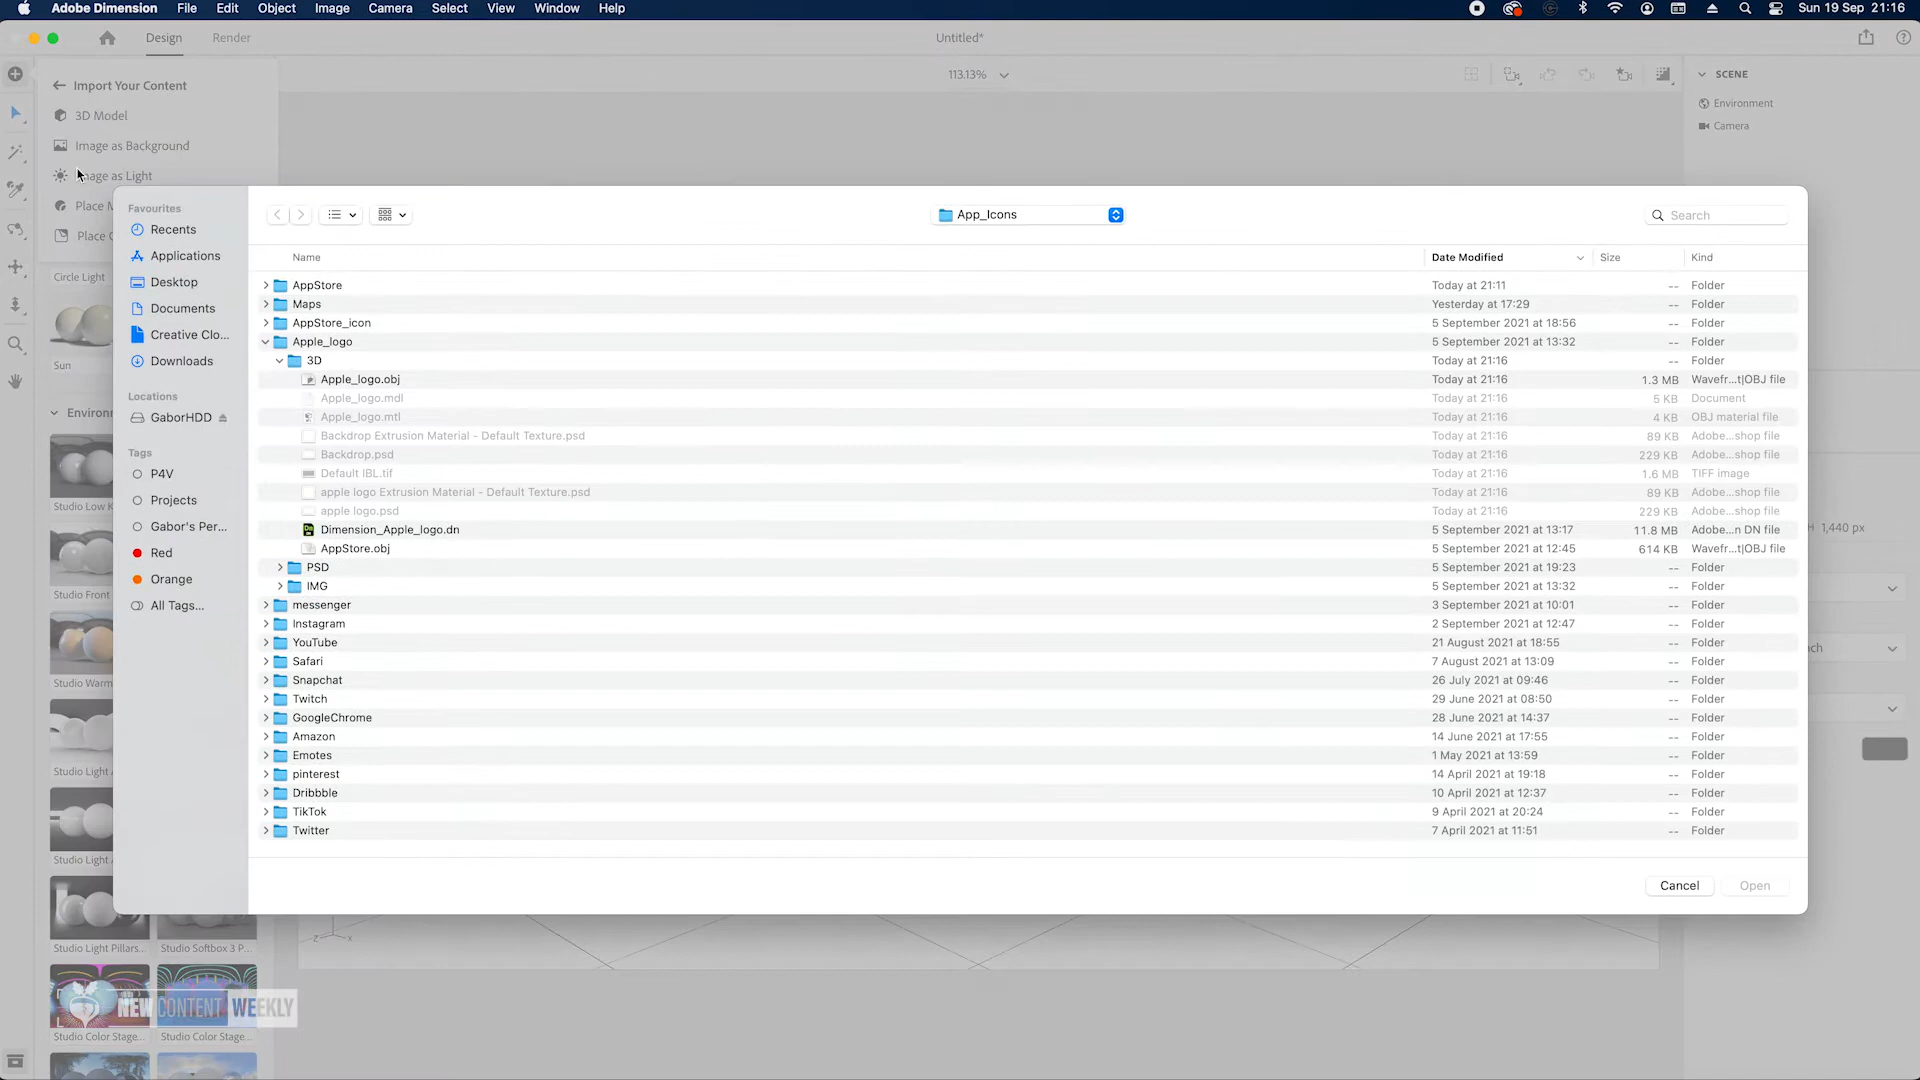 Adobe Dimension File Edit Object Image Camera Select View Window Help Sun 19 Sep 21:16
Design Render Untitled*
113.13%
Import Your Content
3D Model
Image as Background
Image as Light
Place
Place
Circle Light
Sun
Environ
Studio Low K
Studio Front
Studio Warm
Studio Light
Studio Light
Studio Light Pillars... Studio Softbox 3 P...
Studio Color Stage... Studio Color Stage...
NEW CONTENT WEEKLY
SCENE
Environment
Camera
H 1,440 px
Favourites
Recents
Applications
Desktop
Documents
Creative Clo...
Downloads
Locations
GaborHDD
Tags
P4V
Projects
Gabor's Per...
Red
Orange
All Tags...
App_Icons
Search
Name Date Modified Size Kind
AppStore Today at 21:11 -- Folder
Maps Yesterday at 17:29 -- Folder
AppStore_icon 5 September 2021 at 18:56 -- Folder
Apple_logo 5 September 2021 at 13:32 -- Folder
3D Today at 21:16 -- Folder
Apple_logo.obj Today at 21:16 1.3 MB Wavefr...t|OBJ file
Apple_logo.mdl Today at 21:16 5 KB Document
Apple_logo.mtl Today at 21:16 4 KB OBJ material file
Backdrop Extrusion Material - Default Texture.psd Today at 21:16 89 KB Adobe...shop file
Backdrop.psd Today at 21:16 229 KB Adobe...shop file
Default IBL.tif Today at 21:16 1.6 MB TIFF image
apple logo Extrusion Material - Default Texture.psd Today at 21:16 89 KB Adobe...shop file
apple logo.psd Today at 21:16 229 KB Adobe...shop file
Dimension_Apple_logo.dn 5 September 2021 at 13:17 11.8 MB Adobe...n DN file
AppStore.obj 5 September 2021 at 12:45 614 KB Wavefr...t|OBJ file
PSD 5 September 2021 at 19:23 -- Folder
IMG 5 September 2021 at 13:32 -- Folder
messenger 3 September 2021 at 10:01 -- Folder
Instagram 2 September 2021 at 12:47 -- Folder
YouTube 21 August 2021 at 18:55 -- Folder
Safari 7 August 2021 at 13:09 -- Folder
Snapchat 26 July 2021 at 09:46 -- Folder
Twitch 29 June 2021 at 08:50 -- Folder
GoogleChrome 28 June 2021 at 14:37 -- Folder
Amazon 14 June 2021 at 17:55 -- Folder
Emotes 1 May 2021 at 13:59 -- Folder
pinterest 14 April 2021 at 19:18 -- Folder
Dribbble 10 April 2021 at 12:37 -- Folder
TikTok 9 April 2021 at 20:24 -- Folder
Twitter 7 April 2021 at 11:51 -- Folder
Cancel Open